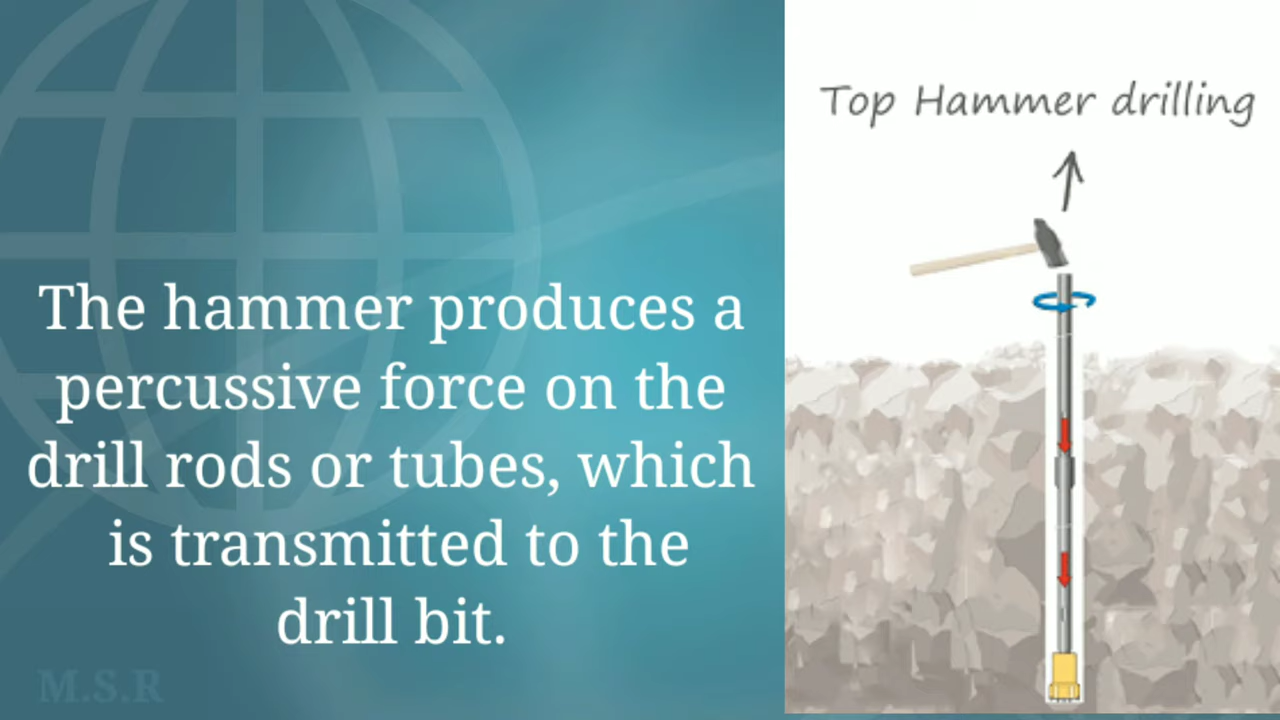 The hammer produces a
percussive force on the
drill rods or tubes, which
is transmitted to the
drill bit.
M.S.R
Top Hammer drilling